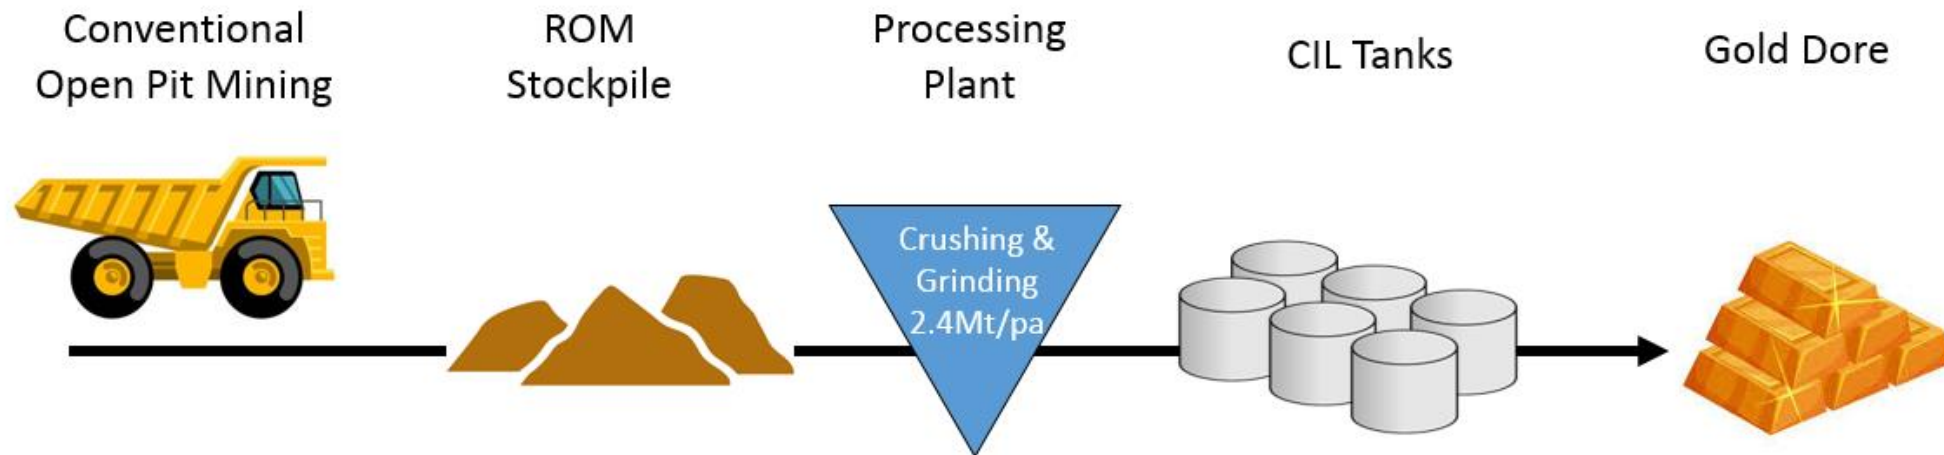 Conventional
Open Pit Mining
ROM
Stockpile
Processing
Plant
CIL Tanks
Gold Dore
Crushing &
Grinding
2.4Mt/pa